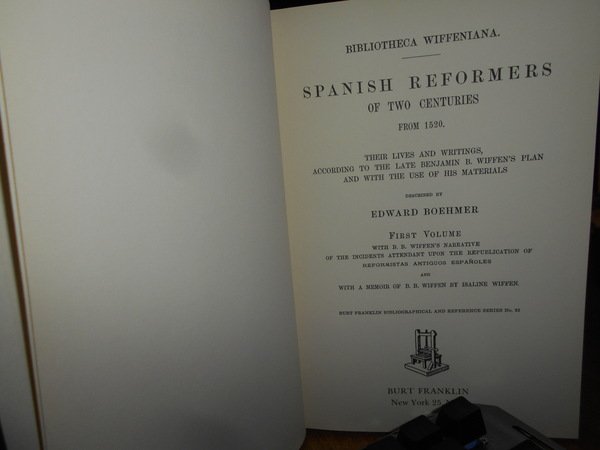 BIBLIOTHECA WIFFENIANA.
SPANISH REFORMERS
OF TWO CENTURIES
FROM 1520.
THEIR LIVES AND WRITINGS,
ACCORDING TO THE LATE BENJAMIN B. WIFFEN'S PLAN
AND WITH THE USE OF HIS MATERIALS
DESCRIBED BY
EDWARD BOEHMER
FIRST VOLUME
WITH B. B. WIFFEN'S NARRATIVE
OF THE INCIDENTS ATTENDANT UPON THE REPUBLICATION OF
REFORMISTAS ANTIGUOS ESPAÑOLES
AND
WITH A MEMOIR OF B. B. WIFFEN BY ISALINE WIFFEN.
BURT FRANKLIN BIBLIOGRAPHICAL AND REFERENCE SERIES No. 32
BURT FRANKLIN
New York 25,